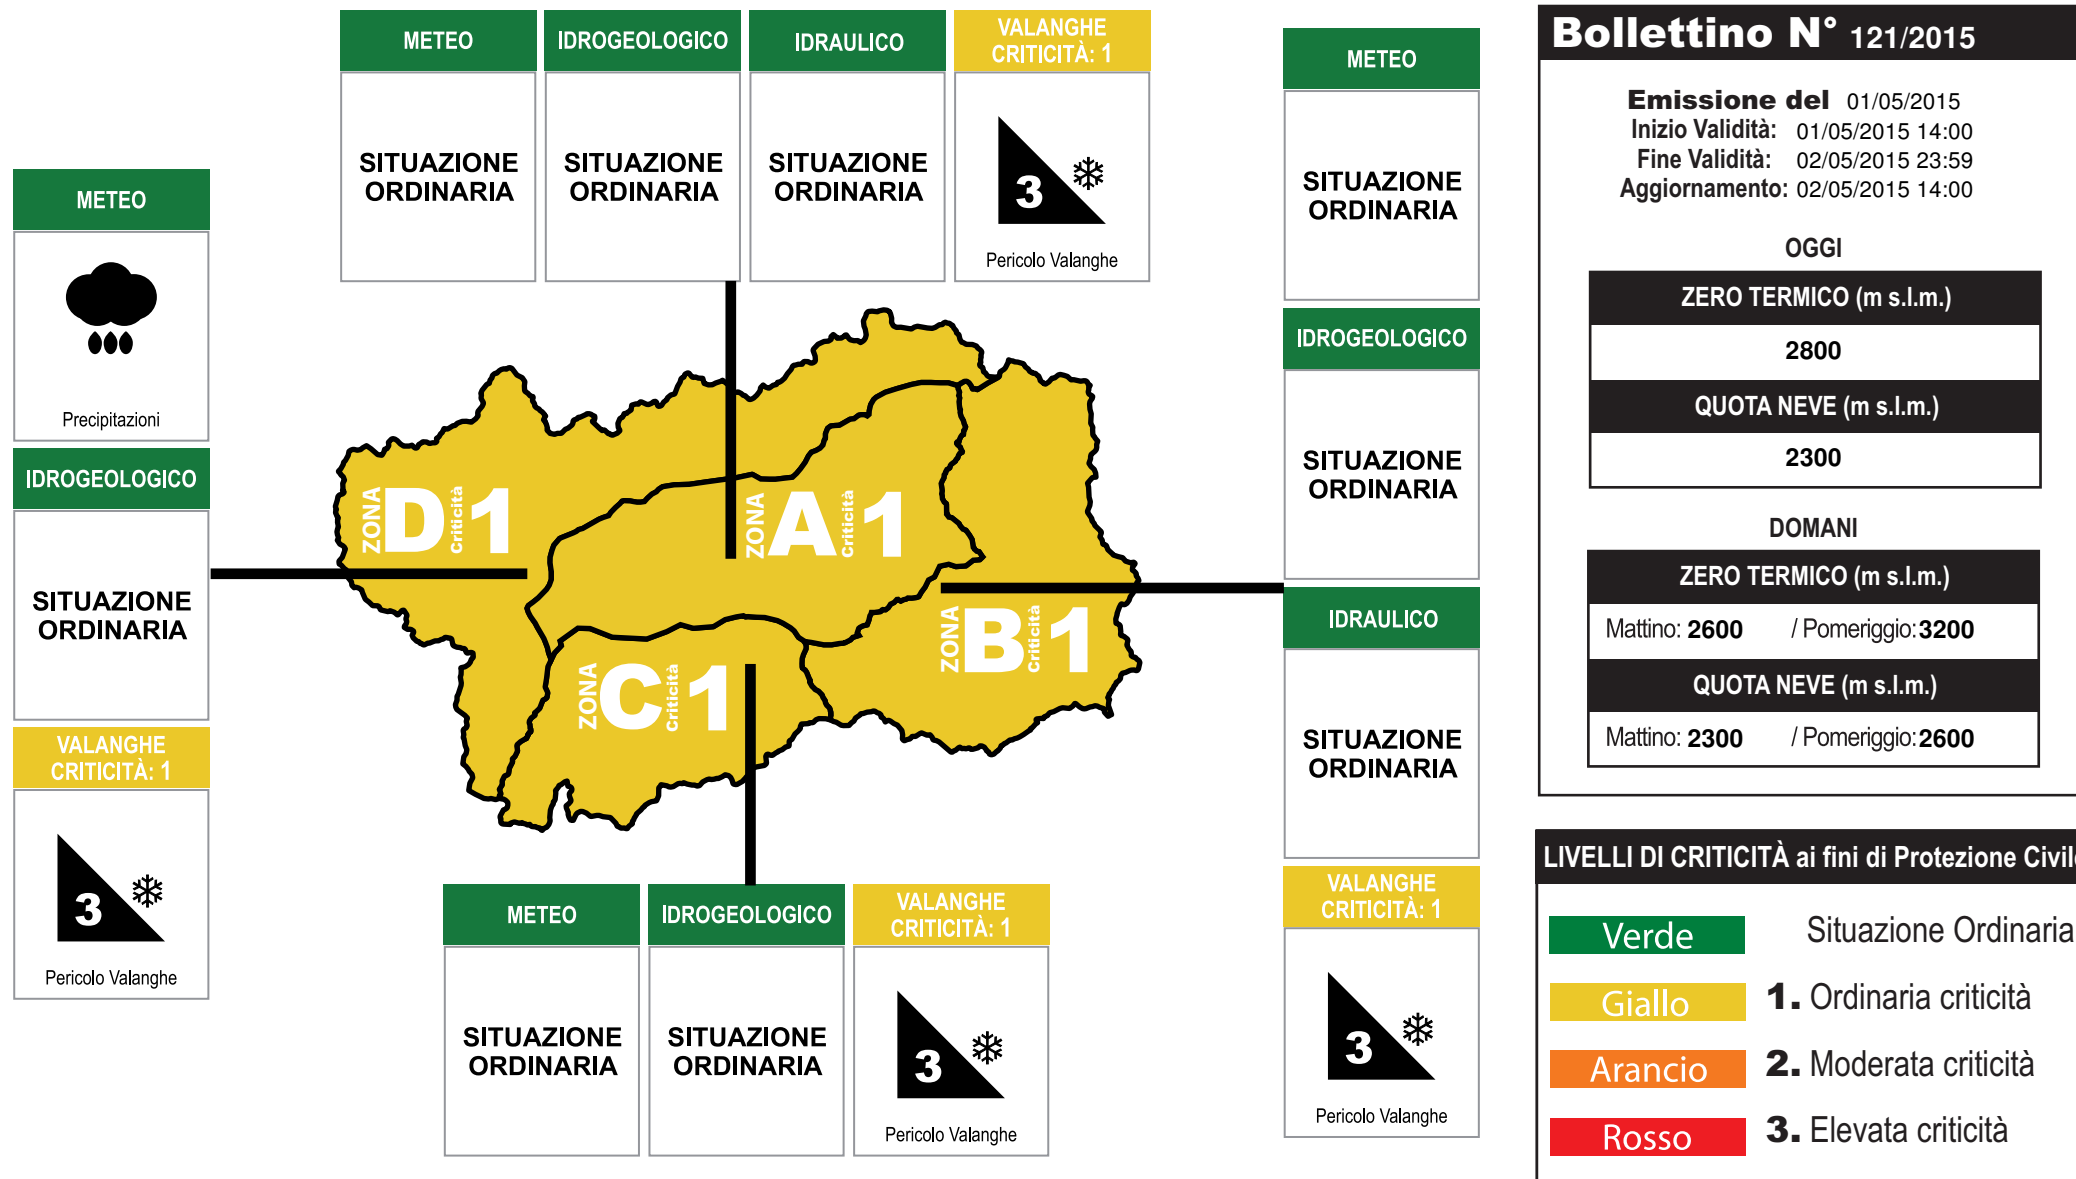 METEO
IDROGEOLOGICO
IDRAULICO
VALANGHE
CRITICITÀ: 1
SITUAZIONE
ORDINARIA
SITUAZIONE
ORDINARIA
SITUAZIONE
ORDINARIA
3
Pericolo Valanghe
METEO
Precipitazioni
IDROGEOLOGICO
SITUAZIONE
ORDINARIA
VALANGHE
CRITICITÀ: 1
3
Pericolo Valanghe
ZONA D Criticità 1
ZONA A Criticità 1
ZONA B Criticità 1
ZONA C Criticità 1
METEO
IDROGEOLOGICO
VALANGHE
CRITICITÀ: 1
SITUAZIONE
ORDINARIA
SITUAZIONE
ORDINARIA
3
Pericolo Valanghe
METEO
SITUAZIONE
ORDINARIA
IDROGEOLOGICO
SITUAZIONE
ORDINARIA
IDRAULICO
SITUAZIONE
ORDINARIA
VALANGHE
CRITICITÀ: 1
3
Pericolo Valanghe
Bollettino N° 121/2015
Emissione del 01/05/2015
Inizio Validità: 01/05/2015 14:00
Fine Validità: 02/05/2015 23:59
Aggiornamento: 02/05/2015 14:00
OGGI
ZERO TERMICO (m s.l.m.)
2800
QUOTA NEVE (m s.l.m.)
2300
DOMANI
ZERO TERMICO (m s.l.m.)
Mattino: 2600 / Pomeriggio: 3200
QUOTA NEVE (m s.l.m.)
Mattino: 2300 / Pomeriggio: 2600
LIVELLI DI CRITICITÀ ai fini di Protezione Civile
Verde Situazione Ordinaria
Giallo 1. Ordinaria criticità
Arancio 2. Moderata criticità
Rosso 3. Elevata criticità